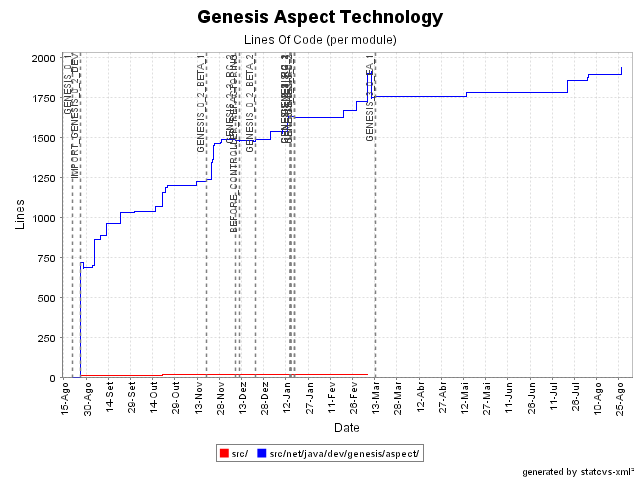 Genesis Aspect Technology
Lines Of Code (per module)
2000
1750
1500
1250
1000
750
500
250
0
Lines
GENESIS_0_1
IMPORT_GENESIS_0_2_DEV
GENESIS_0_2_BETA_1
BEFORE_CONTROLLER_REFACTORING
GENESIS_0_2_BETA_2
15-Ago
30-Ago
14-Set
29-Set
14-Out
29-Out
13-Nov
28-Nov
13-Dez
28-Dez
12-Jan
27-Jan
11-Fev
26-Fev
13-Mar
28-Mar
12-Abr
27-Abr
12-Mai
27-Mai
11-Jun
26-Jun
11-Jul
26-Jul
10-Ago
25-Ago
Date
src/
src/net/java/dev/genesis/aspect/
generated by statcvs-xml²